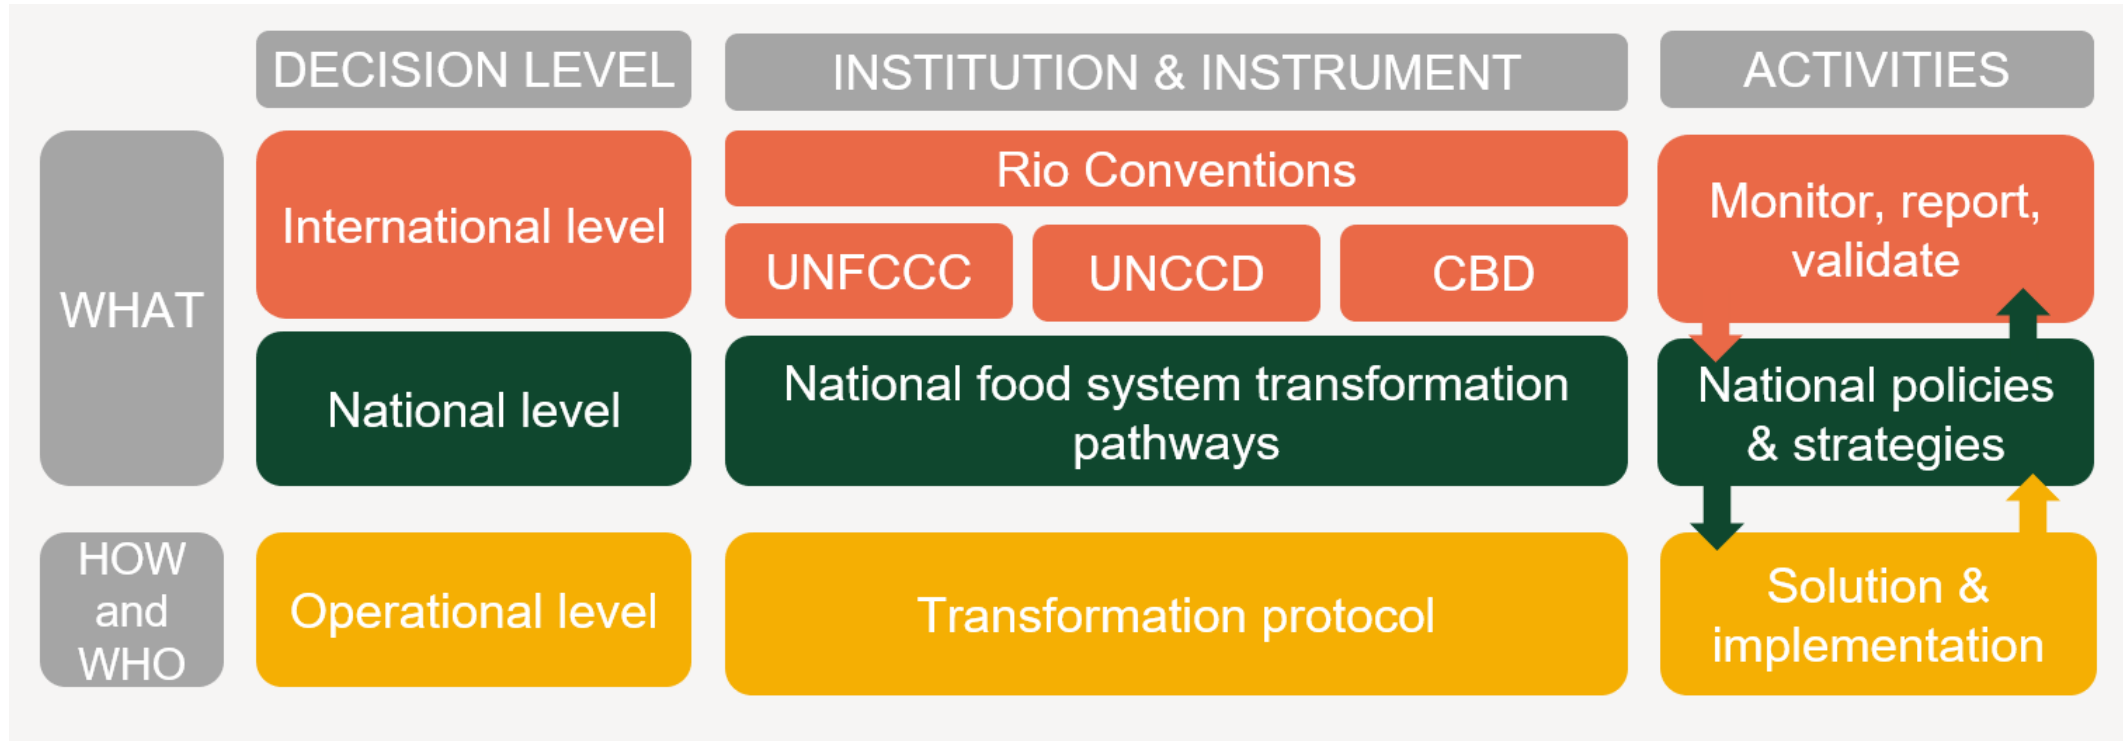 DECISION LEVEL
INSTITUTION & INSTRUMENT
ACTIVITIES
WHAT
International level
Rio Conventions
UNFCCC
UNCCD
CBD
Monitor, report,
validate
National level
National food system transformation
pathways
National policies
& strategies
HOW
and
WHO
Operational level
Transformation protocol
Solution &
implementation